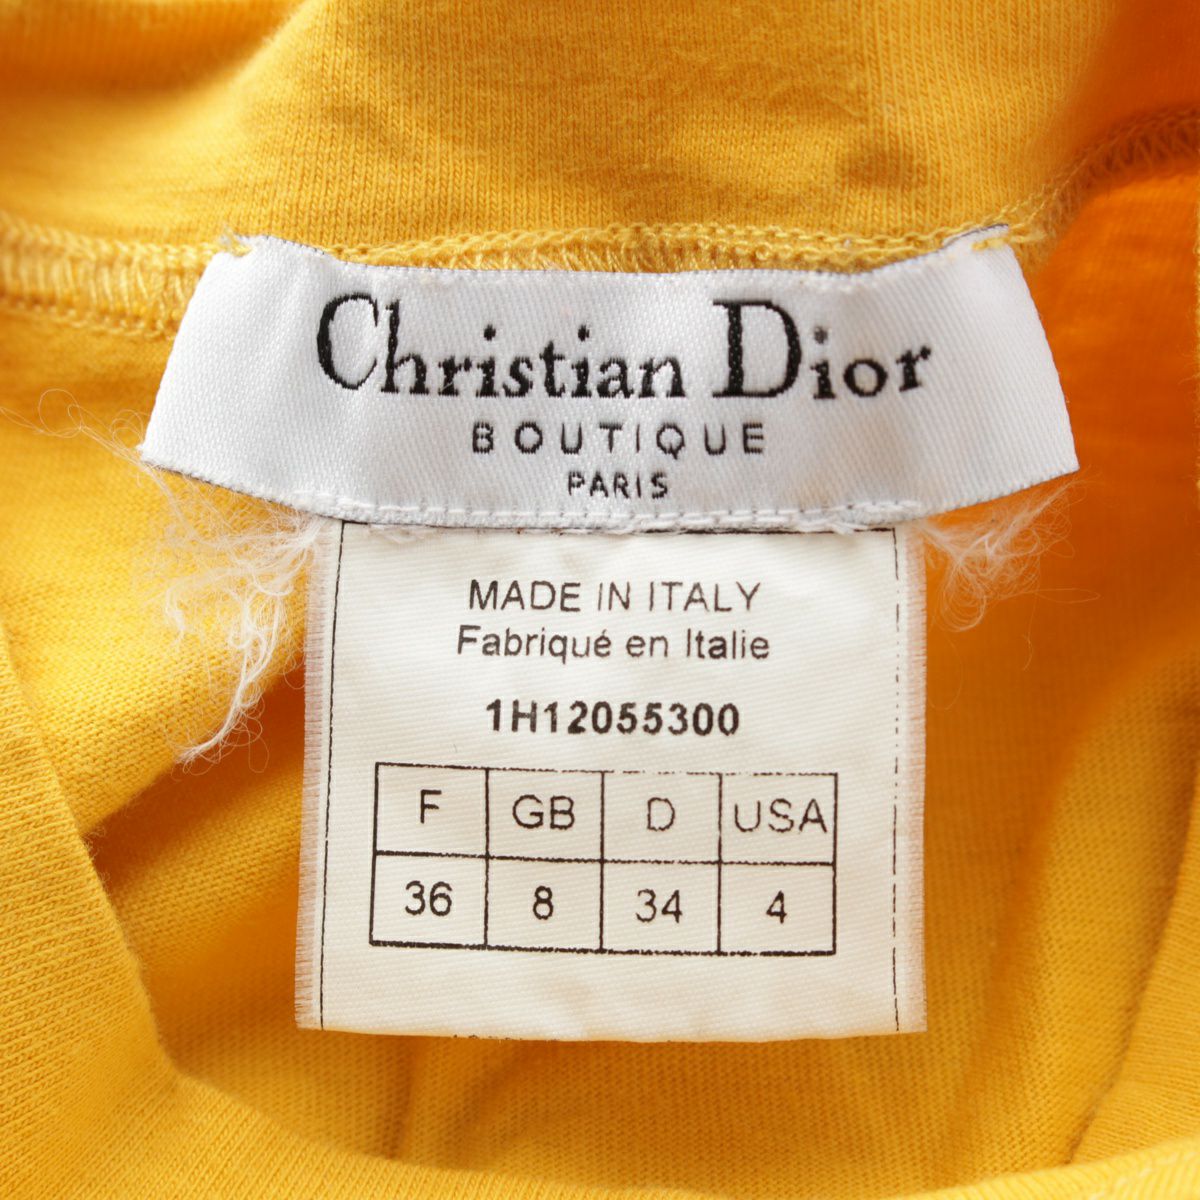 Christian Dior
BOUTIQUE
PARIS
MADE IN ITALY
Fabriqué en Italie
1H12055300
F GB D USA
36 8 34 4